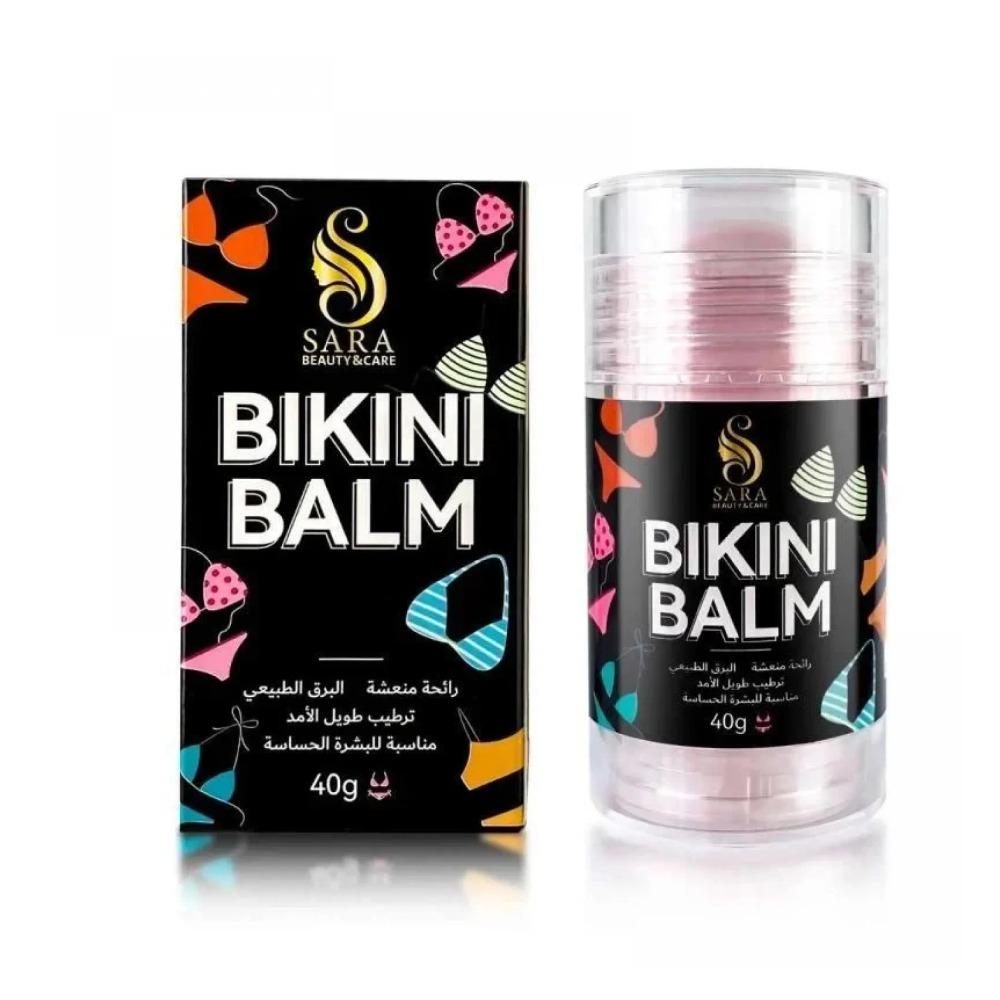 SARA
BEAUTY&CARE
BIKINI
BALM
رائحة منعشة البرق الطبيعي
ترطيب طويل الأمد
مناسبة للبشرة الحساسة
40g
SARA
BEAUTY&CARE
BIKINI
BALM
رائحة منعشة البرق الطبيعي
ترطيب طويل الأمد
مناسبة للبشرة الحساسة
40g